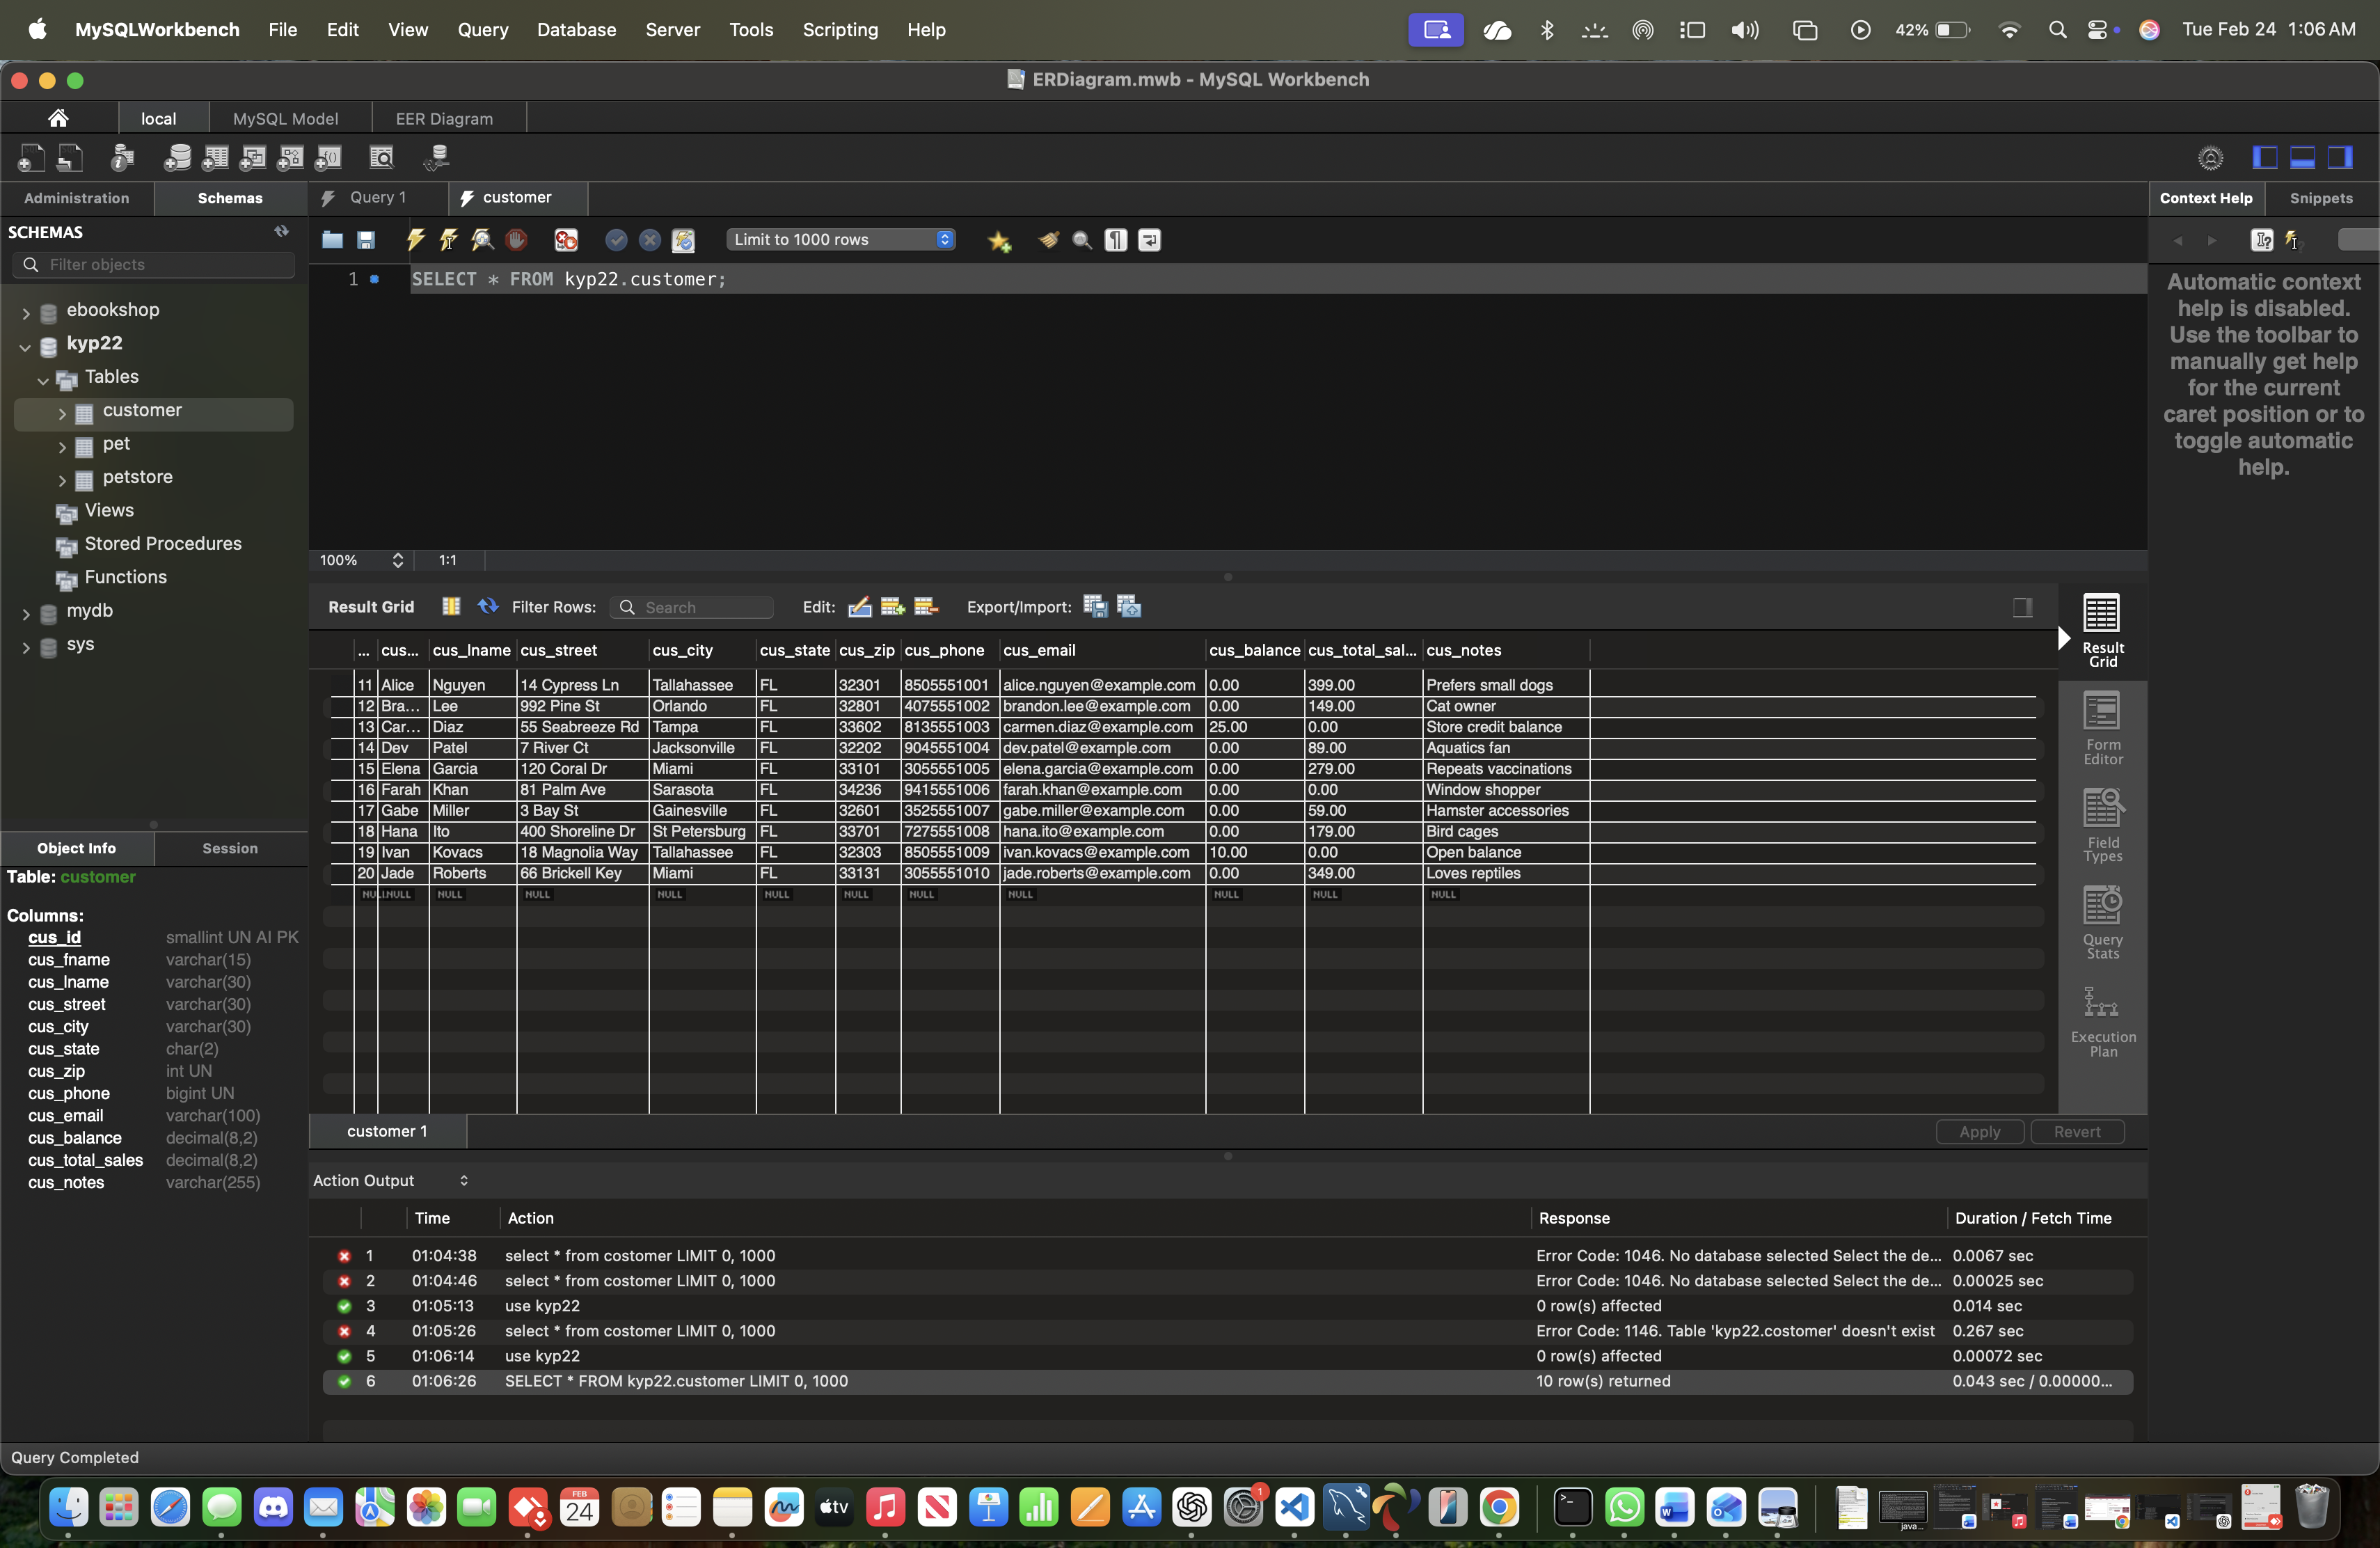 MySQLWorkbench File Edit View Query Database Server Tools Scripting Help 42% Tue Feb 24 1:06 AM
ERDiagram.mwb - MySQL Workbench
local MySQL Model EER Diagram
Administration Schemas Query 1 customer Context Help Snippets
SCHEMAS
Filter objects
Limit to 1000 rows
1 SELECT * FROM kyp22.customer;
ebookshop
kyp22
Tables
customer
pet
petstore
Views
Stored Procedures
Functions
mydb
sys
Automatic context
help is disabled.
Use the toolbar to
manually get help
for the current
caret position or to
toggle automatic
help.
100% 1:1
Result Grid Filter Rows: Search Edit: Export/Import:
... cus... cus_lname cus_street cus_city cus_state cus_zip cus_phone cus_email cus_balance cus_total_sal... cus_notes
11 Alice Nguyen 14 Cypress Ln Tallahassee FL 32301 8505551001 alice.nguyen@example.com 0.00 399.00 Prefers small dogs
12 Bra... Lee 992 Pine St Orlando FL 32801 4075551002 brandon.lee@example.com 0.00 149.00 Cat owner
13 Car... Diaz 55 Seabreeze Rd Tampa FL 33602 8135551003 carmen.diaz@example.com 25.00 0.00 Store credit balance
14 Dev Patel 7 River Ct Jacksonville FL 32202 9045551004 dev.patel@example.com 0.00 89.00 Aquatics fan
15 Elena Garcia 120 Coral Dr Miami FL 33101 3055551005 elena.garcia@example.com 0.00 279.00 Repeats vaccinations
16 Farah Khan 81 Palm Ave Sarasota FL 34236 9415551006 farah.khan@example.com 0.00 0.00 Window shopper
17 Gabe Miller 3 Bay St Gainesville FL 32601 3525551007 gabe.miller@example.com 0.00 59.00 Hamster accessories
18 Hana Ito 400 Shoreline Dr St Petersburg FL 33701 7275551008 hana.ito@example.com 0.00 179.00 Bird cages
19 Ivan Kovacs 18 Magnolia Way Tallahassee FL 32303 8505551009 ivan.kovacs@example.com 10.00 0.00 Open balance
20 Jade Roberts 66 Brickell Key Miami FL 33131 3055551010 jade.roberts@example.com 0.00 349.00 Loves reptiles
NULL NULL NULL NULL NULL NULL NULL NULL NULL NULL NULL
Result
Grid
Form
Editor
Field
Types
Query
Stats
Execution
Plan
Object Info Session
Table: customer
Columns:
cus_id smallint UN AI PK
cus_fname varchar(15)
cus_lname varchar(30)
cus_street varchar(30)
cus_city varchar(30)
cus_state char(2)
cus_zip int UN
cus_phone bigint UN
cus_email varchar(100)
cus_balance decimal(8,2)
cus_total_sales decimal(8,2)
cus_notes varchar(255)
customer 1 Apply Revert
Action Output
Time Action Response Duration / Fetch Time
1 01:04:38 select * from costomer LIMIT 0, 1000 Error Code: 1046. No database selected Select the de... 0.0067 sec
2 01:04:46 select * from costomer LIMIT 0, 1000 Error Code: 1046. No database selected Select the de... 0.00025 sec
3 01:05:13 use kyp22 0 row(s) affected 0.014 sec
4 01:05:26 select * from costomer LIMIT 0, 1000 Error Code: 1146. Table 'kyp22.costomer' doesn't exist 0.267 sec
5 01:06:14 use kyp22 0 row(s) affected 0.00072 sec
6 01:06:26 SELECT * FROM kyp22.customer LIMIT 0, 1000 10 row(s) returned 0.043 sec / 0.00000...
Query Completed
FEB
24
tv
1
java...